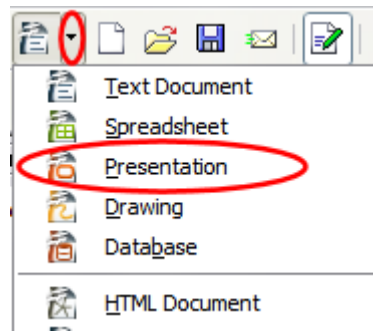 Text Document
Spreadsheet
Presentation
Drawing
Database
HTML Document